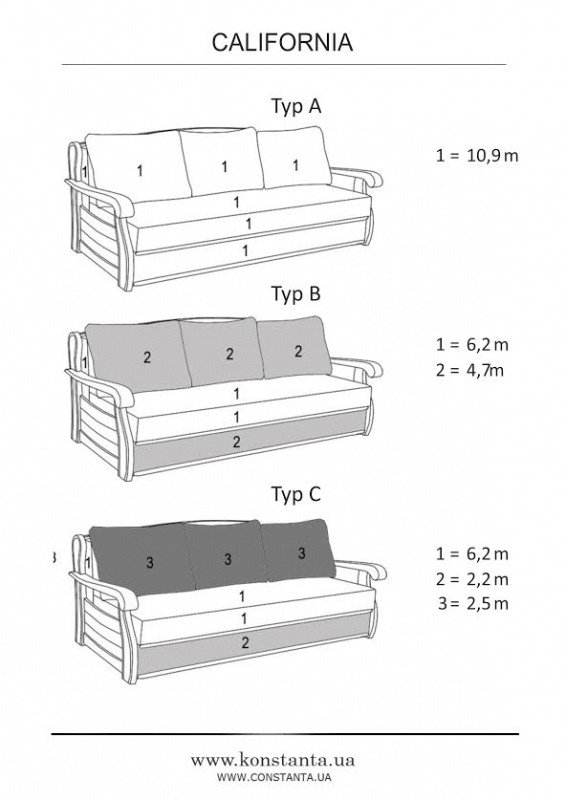 CALIFORNIA
Typ A
1 = 10,9 m
1
1
1
1
1
1
1
Typ B
1 = 6,2 m
2 = 4,7m
2
2
2
1
1
1
2
Typ C
1 = 6,2 m
2 = 2,2 m
3 = 2,5 m
3
3
3
1
1
1
2
www.konstanta.ua
WWW.CONSTANTA.UA